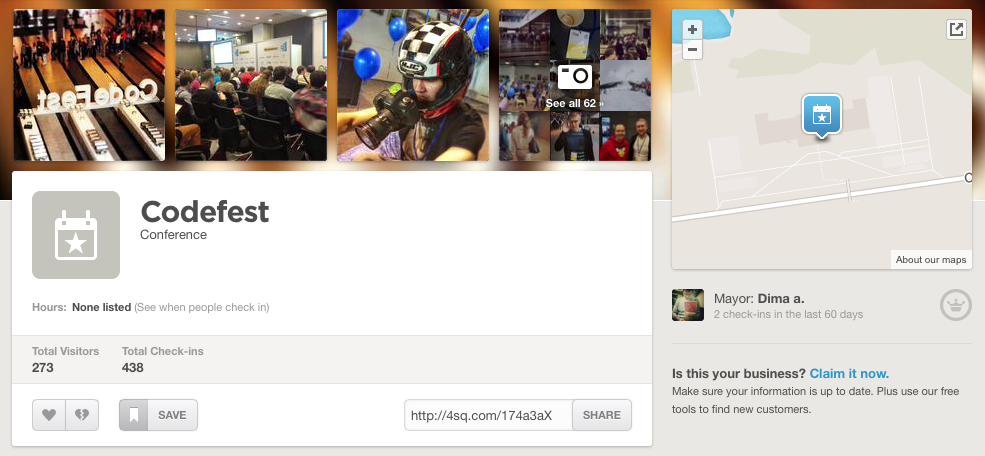 CodeFest
HJC
See all 62 »
+
−
C
About our maps
Codefest
Conference
Hours: None listed (See when people check in)
Total Visitors Total Check-ins
273 438
SAVE
http://4sq.com/174a3aX SHARE
Mayor: Dima a.
2 check-ins in the last 60 days
Is this your business? Claim it now.
Make sure your information is up to date. Plus use our free
tools to find new customers.